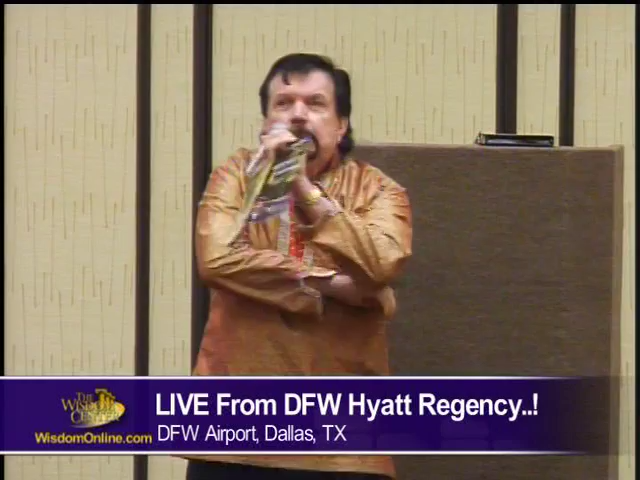 THE
WISDOM
CENTER
WisdomOnline.com
LIVE From DFW Hyatt Regency..!
DFW Airport, Dallas, TX